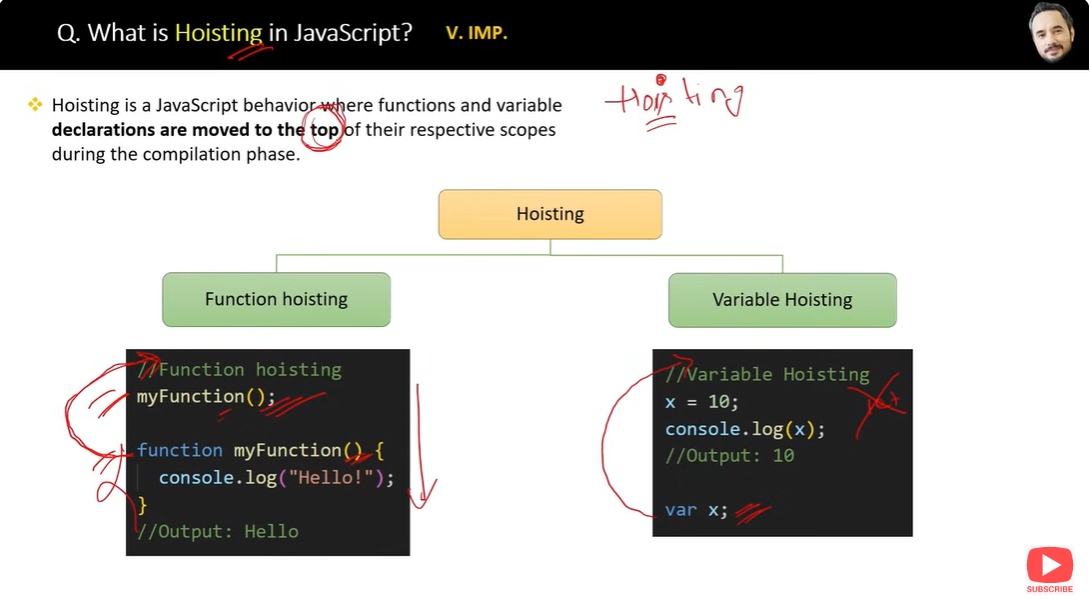 Q. What is Hoisting in JavaScript? V. IMP.
Hoisting is a JavaScript behavior where functions and variable
declarations are moved to the top of their respective scopes
during the compilation phase.
Hoisting
Hoisting
Function hoisting
Variable Hoisting
//Function hoisting
myFunction();
function myFunction() {
console.log("Hello!");
}
//Output: Hello
//Variable Hoisting
x = 10;
console.log(x);
//Output: 10
var x;
SUBSCRIBE